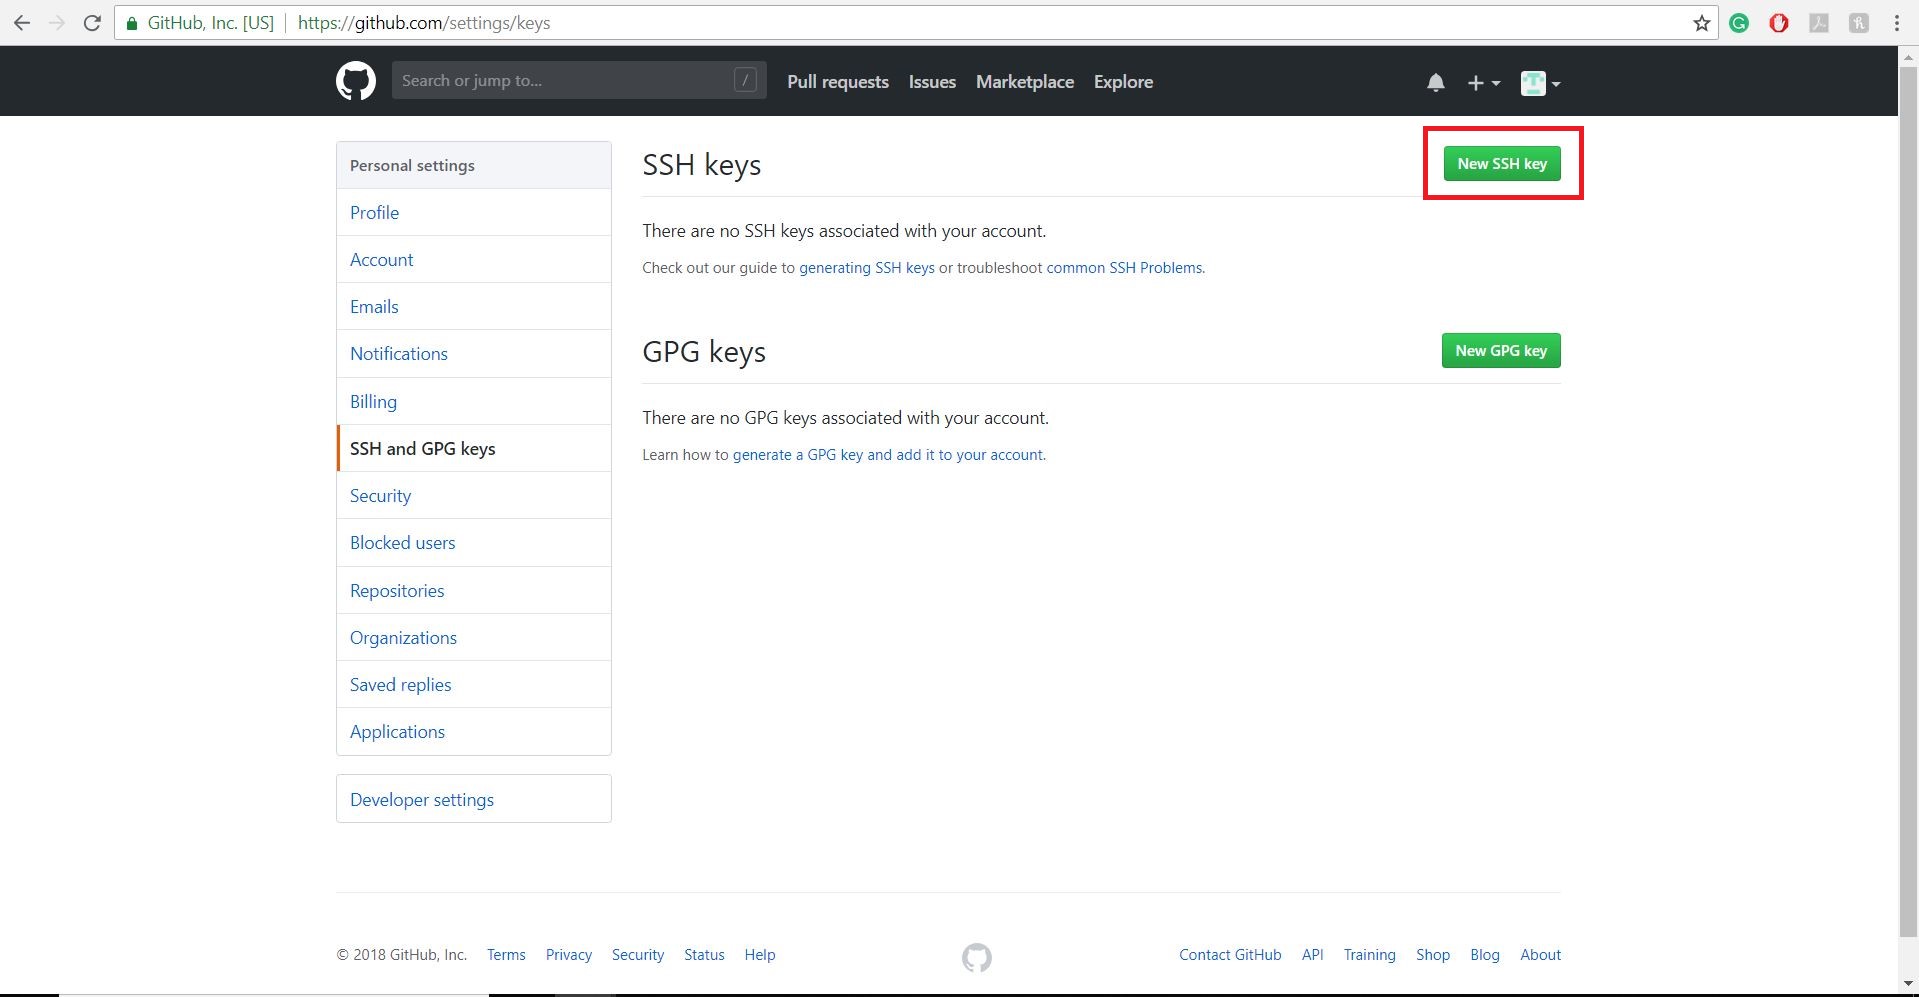 GitHub, Inc. [US] https://github.com/settings/keys
Search or jump to... / Pull requests Issues Marketplace Explore
Personal settings
Profile
Account
Emails
Notifications
Billing
SSH and GPG keys
Security
Blocked users
Repositories
Organizations
Saved replies
Applications
Developer settings
SSH keys New SSH key
There are no SSH keys associated with your account.
Check out our guide to generating SSH keys or troubleshoot common SSH Problems.
GPG keys New GPG key
There are no GPG keys associated with your account.
Learn how to generate a GPG key and add it to your account.
© 2018 GitHub, Inc. Terms Privacy Security Status Help Contact GitHub API Training Shop Blog About